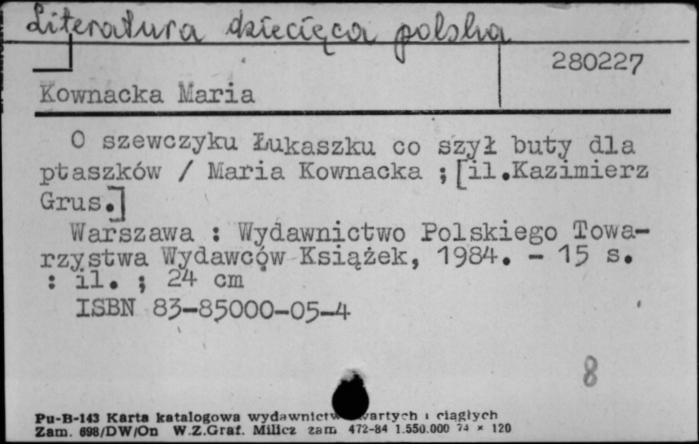 Literatura dziecięca polska
280227
Kownacka Maria
O szewczyku Łukaszku co szył buty dla
ptaszków / Maria Kownacka ; [il.Kazimierz
Grus.]
Warszawa : Wydawnictwo Polskiego Towa-
rzystwa Wydawców Książek, 1984. - 15 s.
: il. ; 24 cm
ISBN 83-85000-05-4
8
Pu-B-143 Karta katalogowa wydawnictw zwartych i ciągłych
Zam. 698/DW/On W.Z.Graf. Milicz zam 472-84 1.550.000 74 × 120